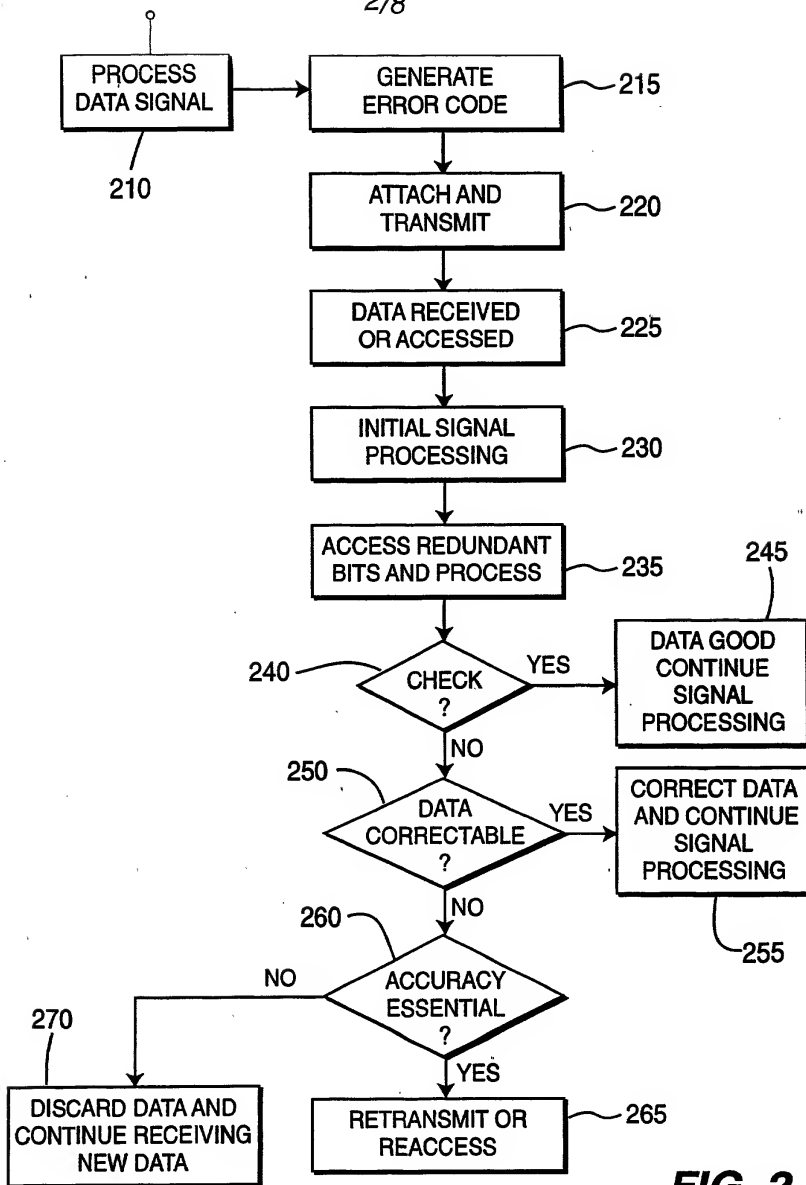 2/8
PROCESS
DATA SIGNAL
210
GENERATE
ERROR CODE
215
ATTACH AND
TRANSMIT
220
DATA RECEIVED
OR ACCESSED
225
INITIAL SIGNAL
PROCESSING
230
ACCESS REDUNDANT
BITS AND PROCESS
235
240
CHECK
?
YES
245
DATA GOOD
CONTINUE
SIGNAL
PROCESSING
NO
250
DATA
CORRECTABLE
?
YES
CORRECT DATA
AND CONTINUE
SIGNAL
PROCESSING
255
NO
260
ACCURACY
ESSENTIAL
?
NO
270
DISCARD DATA AND
CONTINUE RECEIVING
NEW DATA
YES
RETRANSMIT OR
REACCESS
265
FIG. 2